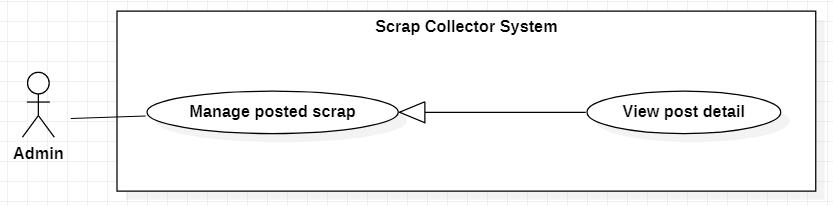 Scrap Collector System
Manage posted scrap
View post detail
Admin